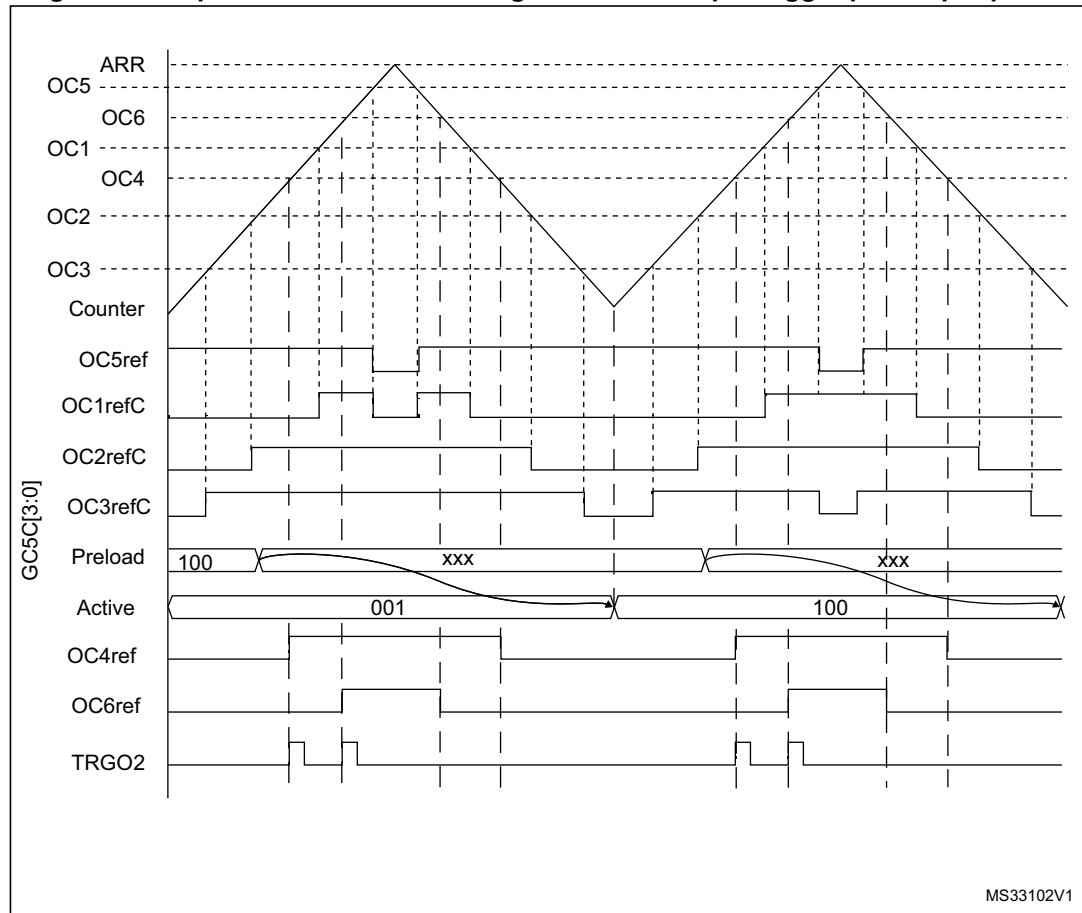 ARR
OC5
OC6
OC1
OC4
OC2
OC3
Counter
OC5ref
OC1refC
OC2refC
OC3refC
GC5C[3:0]
Preload 100 xxx xxx
Active 001 100
OC4ref
OC6ref
TRGO2
MS33102V1